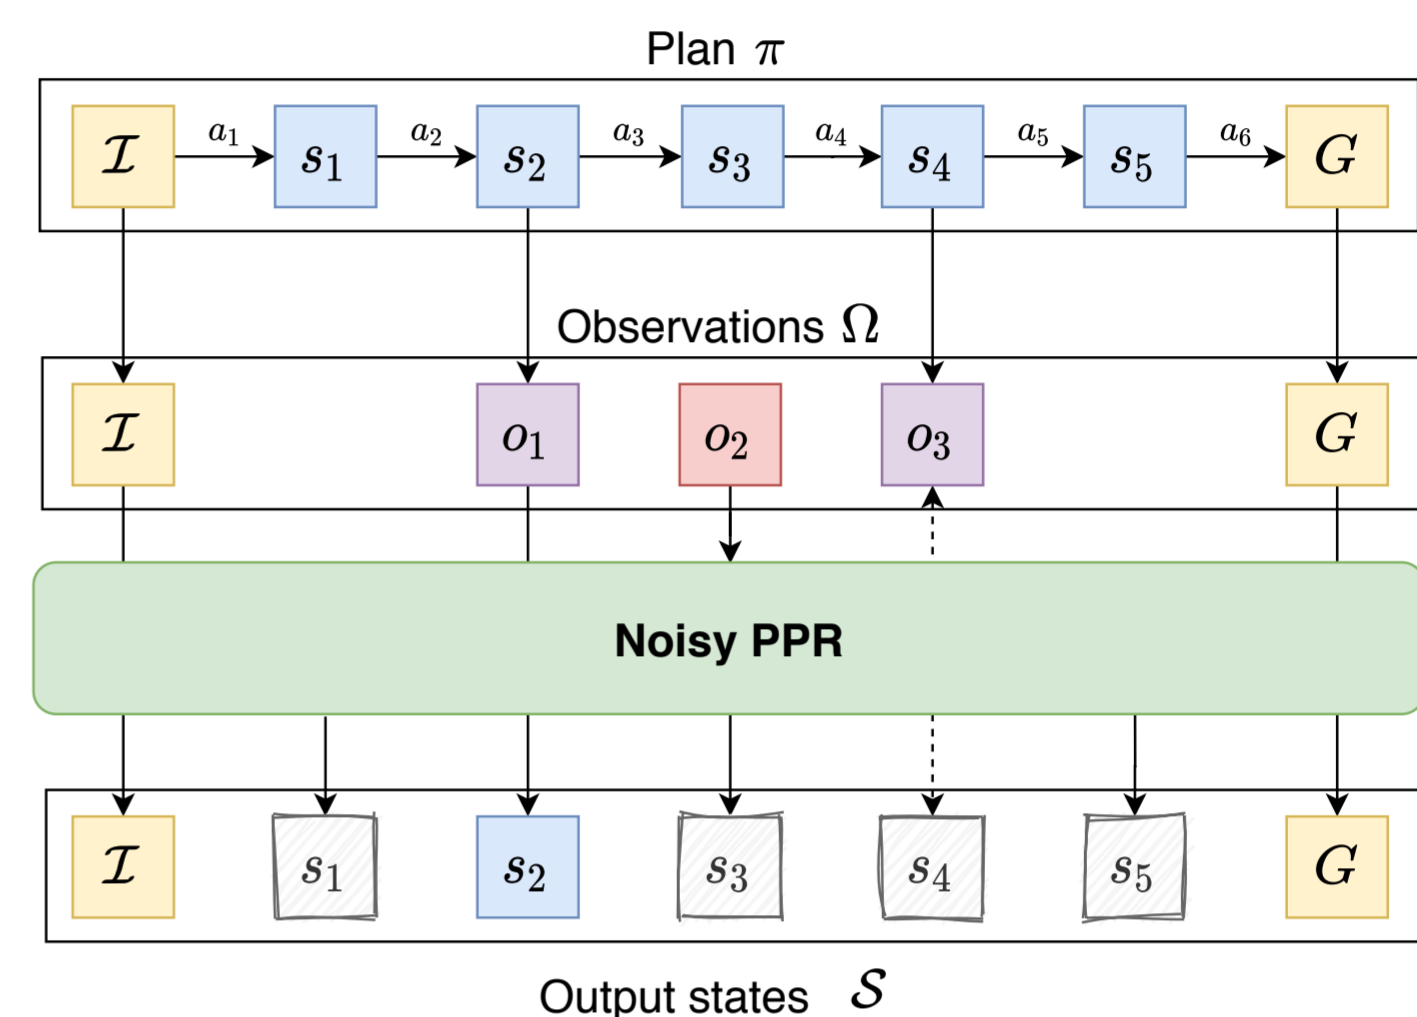 Plan π
a₁ a₂ a₃ a₄ a₅ a₆
ℐ s₁ s₂ s₃ s₄ s₅ G
Observations Ω
ℐ o₁ o₂ o₃ G
Noisy PPR
ℐ s₁ s₂ s₃ s₄ s₅ G
Output states 𝒮